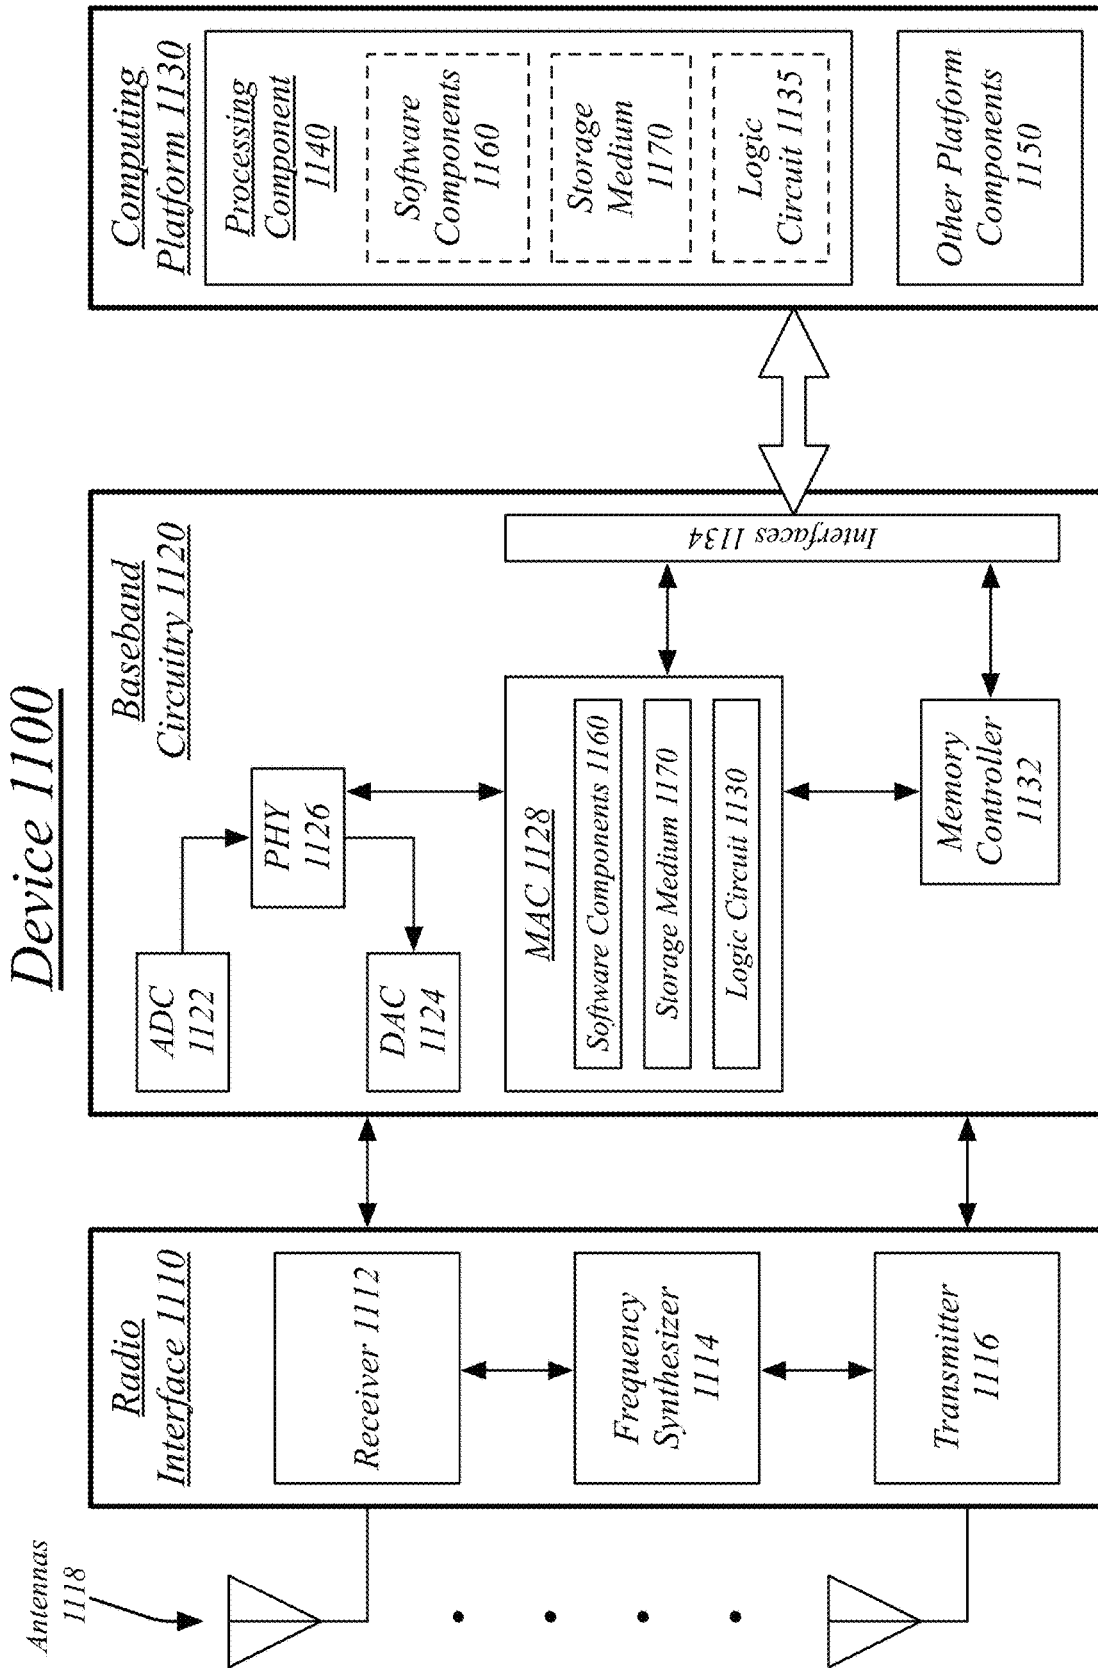 Device 1100
Antennas
1118
Radio
Interface 1110
Receiver 1112
Frequency
Synthesizer
1114
Transmitter
1116
Baseband
Circuitry 1120
ADC
1122
PHY
1126
DAC
1124
MAC 1128
Software Components 1160
Storage Medium 1170
Logic Circuit 1130
Memory
Controller
1132
Interfaces 1134
Computing
Platform 1130
Processing
Component
1140
Software
Components
1160
Storage
Medium
1170
Logic
Circuit 1135
Other Platform
Components
1150